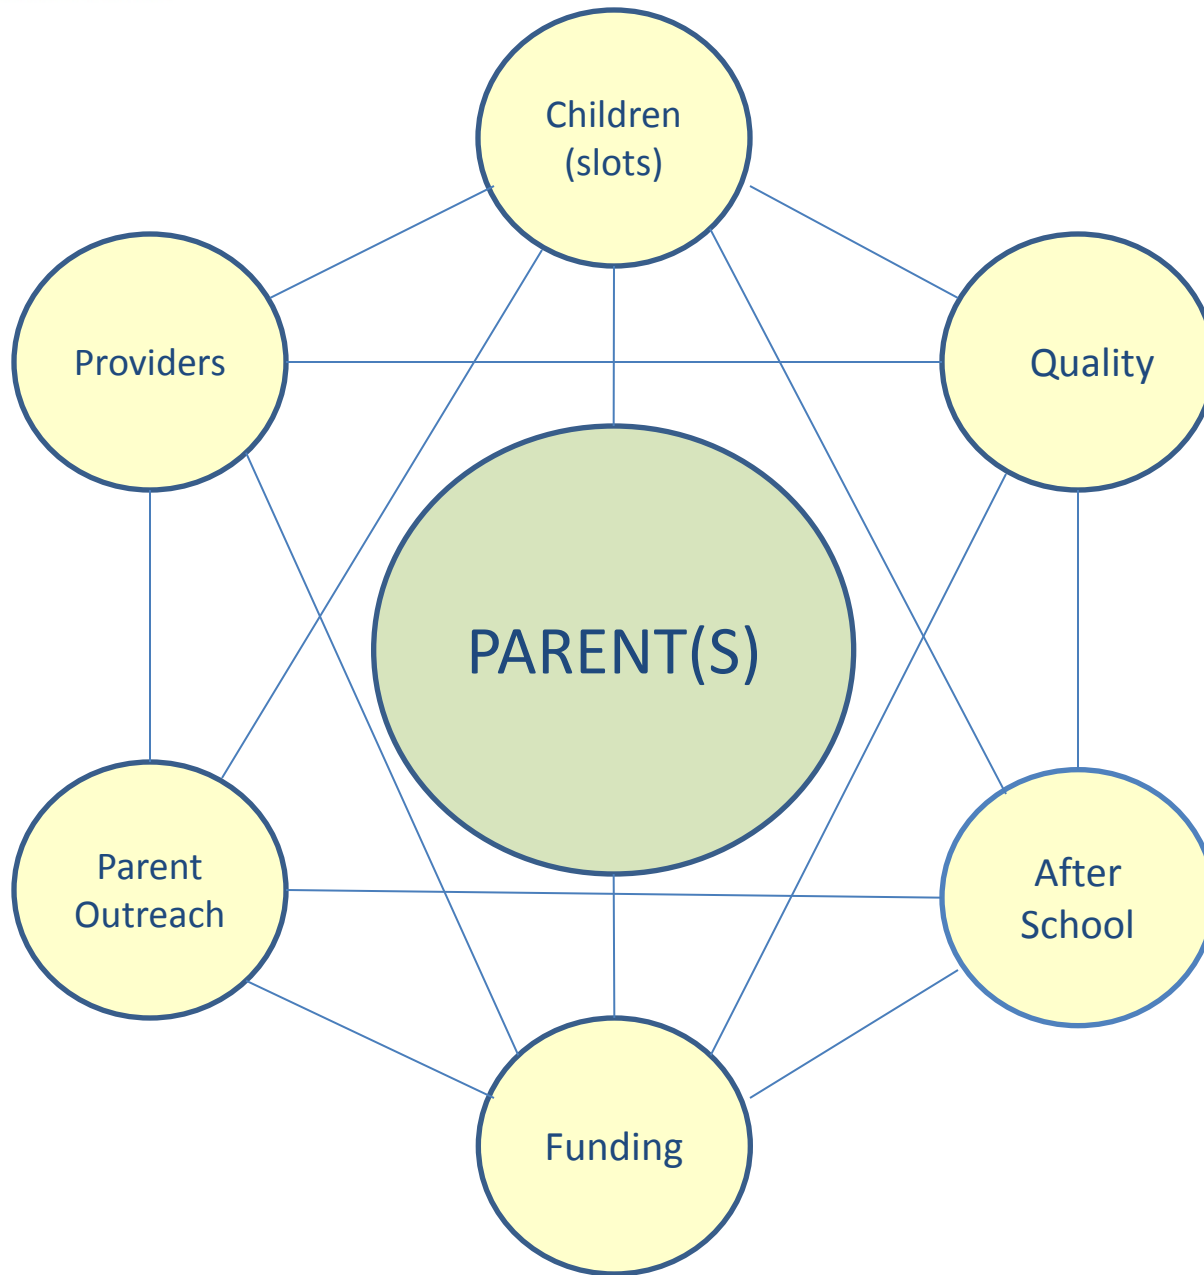 Children
(slots)
Providers
Quality
PARENT(S)
Parent
Outreach
After
School
Funding